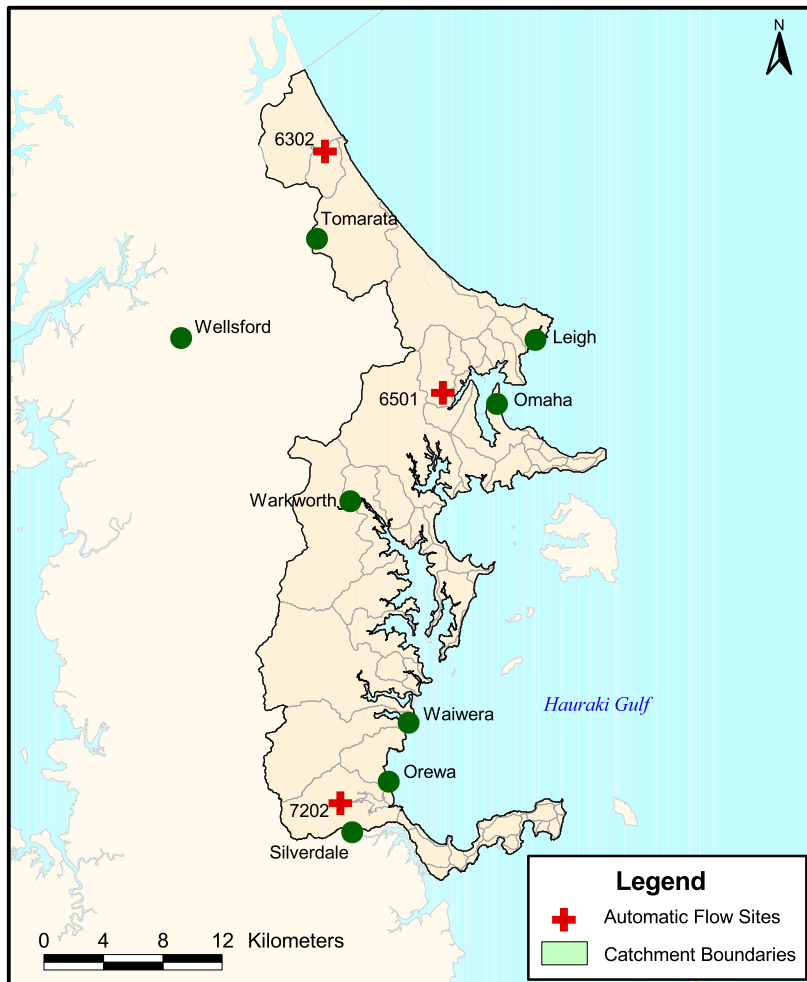 N
6302
Tomarata
Wellsford
Leigh
6501
Omaha
Warkworth
Hauraki Gulf
Waiwera
Orewa
7202
Silverdale
Legend
Automatic Flow Sites
Catchment Boundaries
0 4 8 12 Kilometers